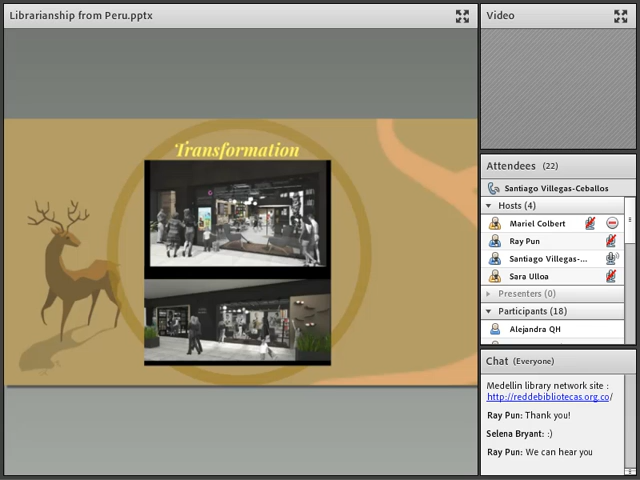 Librarianship from Peru.pptx
Transformation
Video
Attendees (22)
Santiago Villegas-Ceballos
Hosts (4)
Mariel Colbert
Ray Pun
Santiago Villegas-...
Sara Ulloa
Presenters (0)
Participants (18)
Alejandra QH
Chat (Everyone)
Medellin library network site :
http://reddebibliotecas.org.co/
Ray Pun: Thank you!
Selena Bryant: :)
Ray Pun: We can hear you